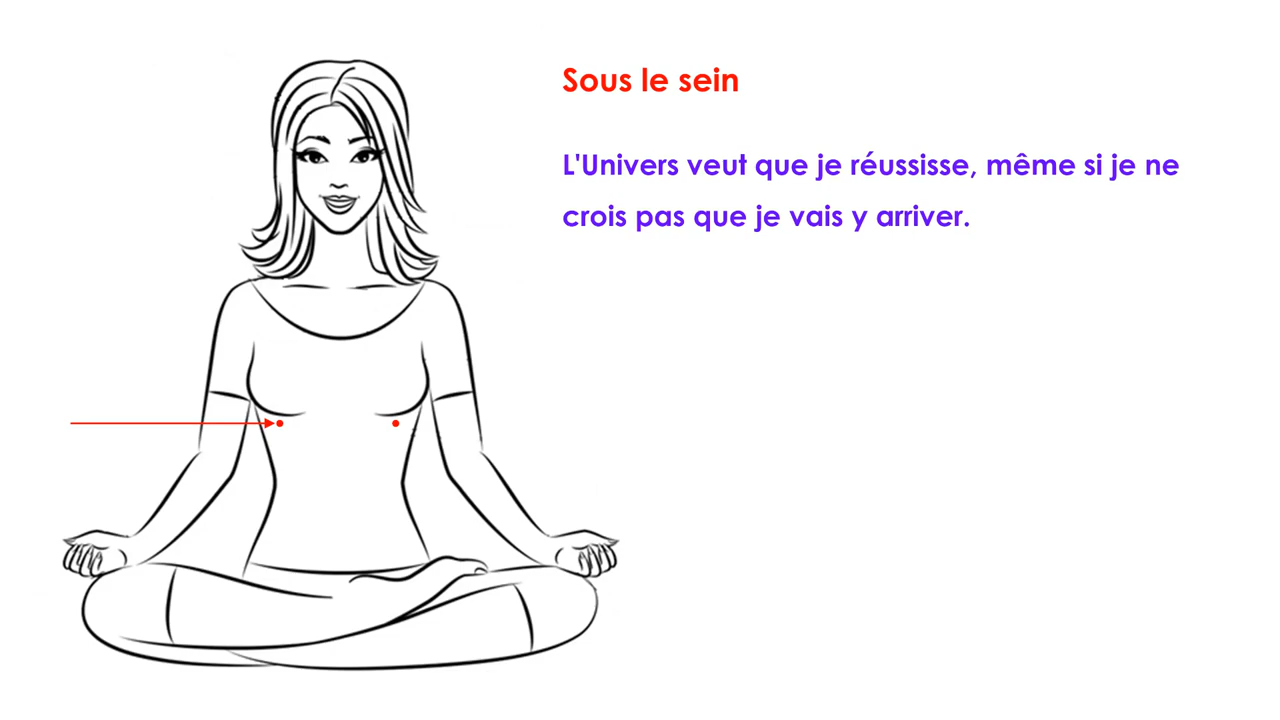 Sous le sein
L'Univers veut que je réussisse, même si je ne
crois pas que je vais y arriver.